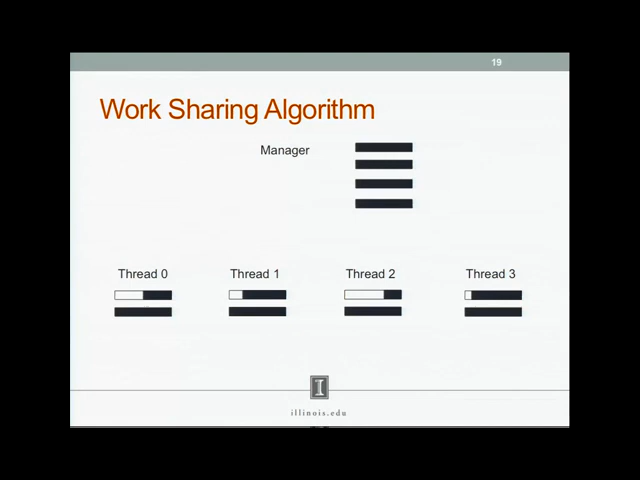 19
Work Sharing Algorithm
Manager
Thread 0
Thread 1
Thread 2
Thread 3
I
illinois.edu